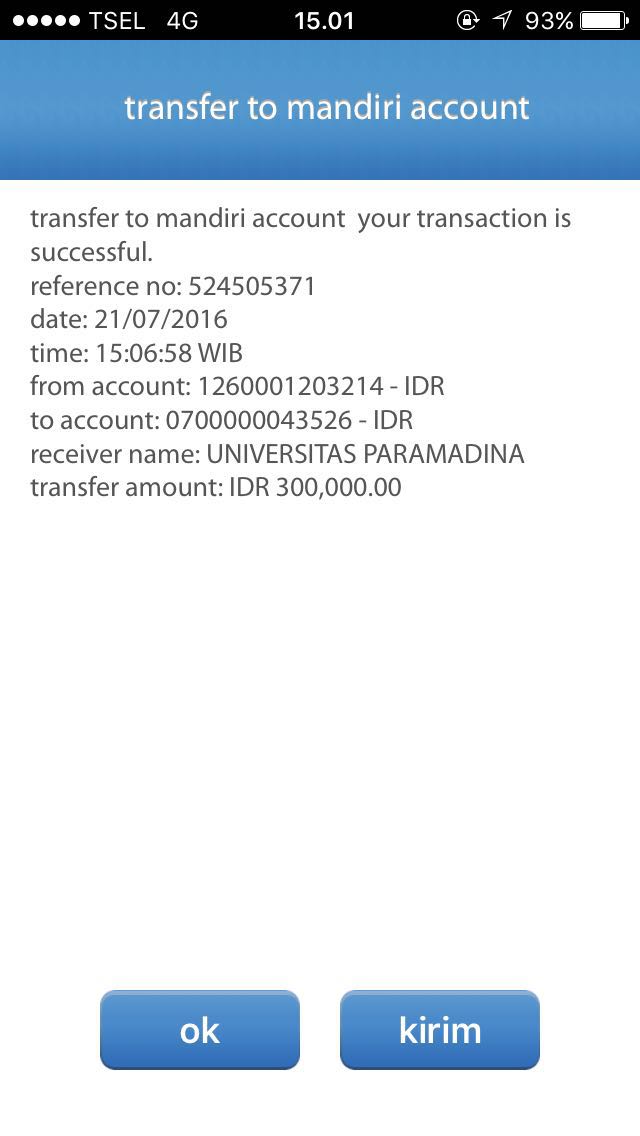 TSEL 4G 15.01 93%
transfer to mandiri account
transfer to mandiri account  your transaction is
successful.
reference no: 524505371
date: 21/07/2016
time: 15:06:58 WIB
from account: 1260001203214 - IDR
to account: 0700000043526 - IDR
receiver name: UNIVERSITAS PARAMADINA
transfer amount: IDR 300,000.00
ok kirim